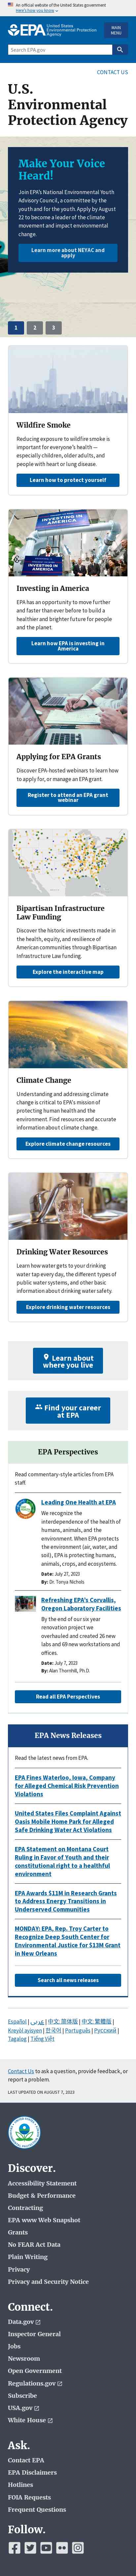 An official website of the United States government
Here's how you know
EPA United States
Environmental Protection
Agency
MAIN
MENU
Search EPA.gov
CONTACT US
U.S.
Environmental
Protection Agency
Make Your Voice
Heard!
Join EPA's National Environmental Youth
Advisory Council, a committee by the
youth and for the youth. Apply by August
22 to become a leader of the climate
movement and impact environmental
change.
Learn more about NEYAC and
apply
1 2 3
Wildfire Smoke
Reducing exposure to wildfire smoke is
important for everyone's health —
especially children, older adults, and
people with heart or lung disease.
Learn how to protect yourself
INVESTING IN
AMERICA
Investing in America
EPA has an opportunity to move further
and faster than ever before to build a
healthier and brighter future for people
and the planet.
Learn how EPA is investing in
America
Applying for EPA Grants
Discover EPA-hosted webinars to learn how
to apply for, and manage an EPA grant.
Register to attend an EPA grant
webinar
Bipartisan Infrastructure
Law Funding
Discover the historic investments made in
the health, equity, and resilience of
American communities through Bipartisan
Infrastructure Law funding.
Explore the interactive map
Climate Change
Understanding and addressing climate
change is critical to EPA's mission of
protecting human health and the
environment. Find resources and accurate
information about climate change.
Explore climate change resources
Drinking Water Resources
Learn how water gets to your drinking
water tap every day, the different types of
public water systems, and other water
information where you live.
Explore drinking water resources
Learn about
where you live
Find your career
at EPA
EPA Perspectives
Read commentary-style articles from EPA
staff.
Leading One Health at EPA
We recognize the
interdependence of the health of
humans, animals, and the
environment. When EPA protects
the environment (the air, water, and
soil), EPA is protecting humans,
animals, crops, and ecosystems.
Date: July 27, 2023
By: Dr. Tonya Nichols
Refreshing EPA's Corvallis,
Oregon Laboratory Facilities
By the end of our six year
renovation project we
overhauled and created 26 new
labs and 69 new workstations and
offices.
Date: July 7, 2023
By: Alan Thornhill, Ph.D.
Read all EPA Perspectives
EPA News Releases
Read the latest news from EPA.
EPA Fines Waterloo, Iowa, Company
for Alleged Chemical Risk Prevention
Violations
United States Files Complaint Against
Oasis Mobile Home Park for Alleged
Safe Drinking Water Act Violations
EPA Statement on Montana Court
Ruling in Favor of Youth and their
constitutional right to a healthful
environment
EPA Awards $11M in Research Grants
to Address Energy Transitions in
Underserved Communities
MONDAY: EPA, Rep. Troy Carter to
Recognize Deep South Center for
Environmental Justice for $13M Grant
in New Orleans
Search all news releases
Español | عربي | 中文: 简体版 | 中文: 繁體版 |
Kreyòl ayisyen | 한국어 | Português | Русский |
Tagalog | Tiếng Việt
Contact Us to ask a question, provide feedback, or
report a problem.
LAST UPDATED ON AUGUST 7, 2023
Discover.
Accessibility Statement
Budget & Performance
Contracting
EPA www Web Snapshot
Grants
No FEAR Act Data
Plain Writing
Privacy
Privacy and Security Notice
Connect.
Data.gov
Inspector General
Jobs
Newsroom
Open Government
Regulations.gov
Subscribe
USA.gov
White House
Ask.
Contact EPA
EPA Disclaimers
Hotlines
FOIA Requests
Frequent Questions
Follow.